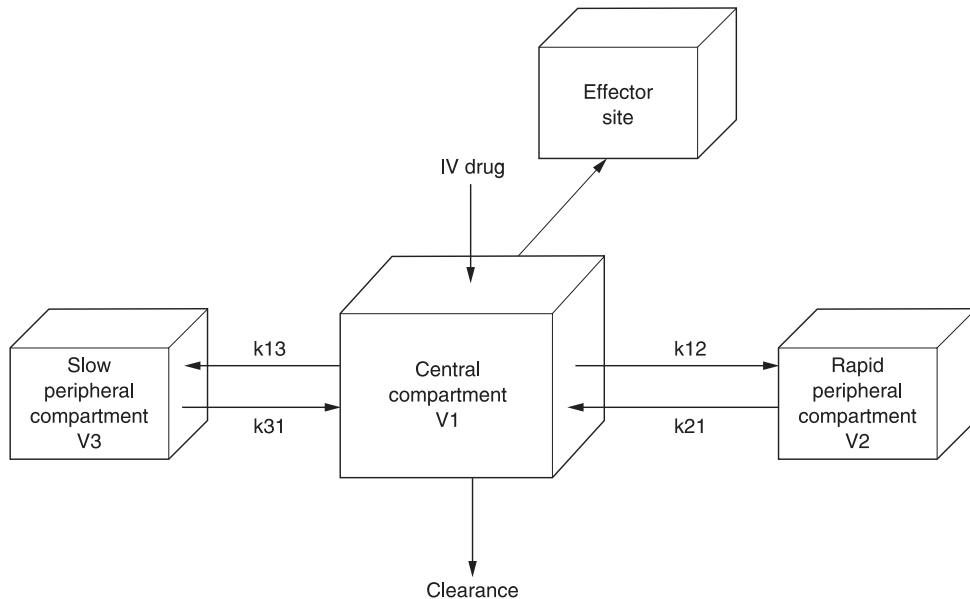 Effector
site
IV drug
Slow
peripheral
compartment
V3
k13
k31
Central
compartment
V1
k12
k21
Rapid
peripheral
compartment
V2
Clearance